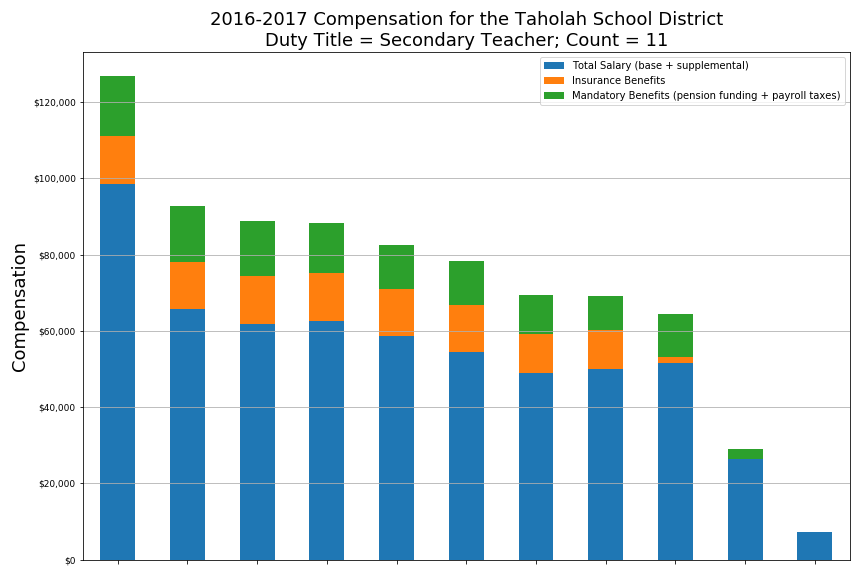 2016-2017 Compensation for the Taholah School District
Duty Title = Secondary Teacher; Count = 11
Total Salary (base + supplemental)
Insurance Benefits
Mandatory Benefits (pension funding + payroll taxes)
Compensation
$120,000
$100,000
$80,000
$60,000
$40,000
$20,000
$0